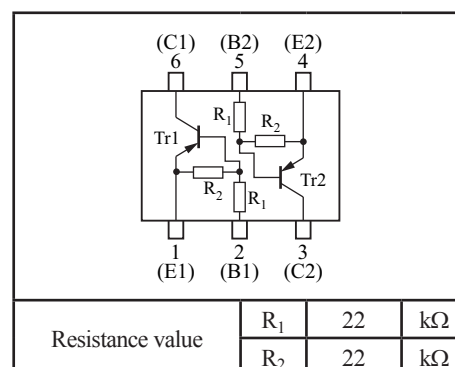 (C1) (B2) (E2)
6 5 4
R1
R2
Tr1
Tr2
R2
R1
1 2 3
(E1) (B1) (C2)
Resistance value R1 22 kΩ
R2 22 kΩ